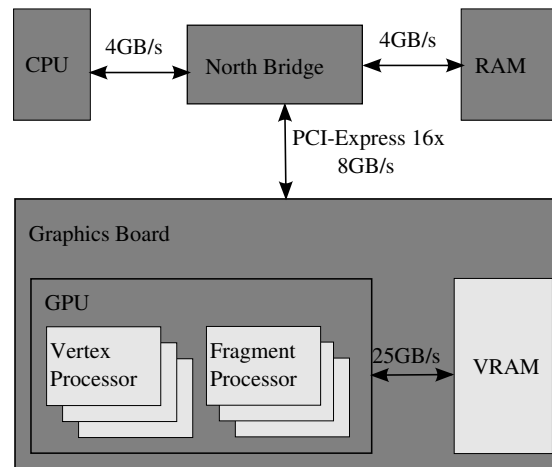 CPU
4GB/s
North Bridge
4GB/s
RAM
PCI-Express 16x
8GB/s
Graphics Board
GPU
Vertex
Processor
Fragment
Processor
25GB/s
VRAM